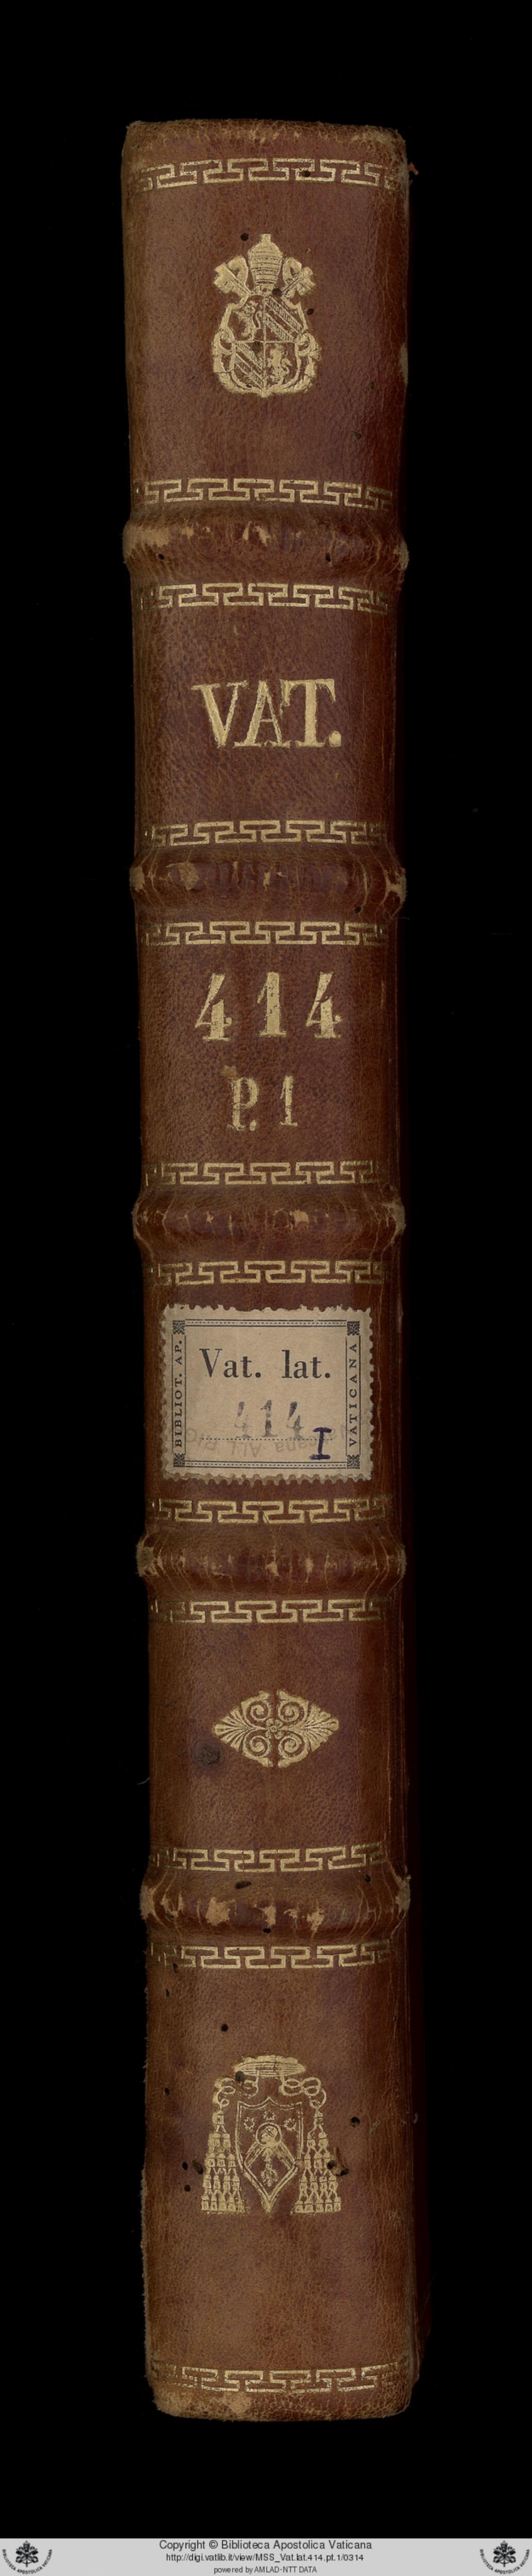 VAT.
414
P. 1
BIBLIOT. AP.
Vat. lat.
414 I
VATICANA
Copyright © Biblioteca Apostolica Vaticana
http://digi.vatlib.it/view/MSS_Vat.lat.414.pt.1/0314
powered by AMLAD-NTT DATA